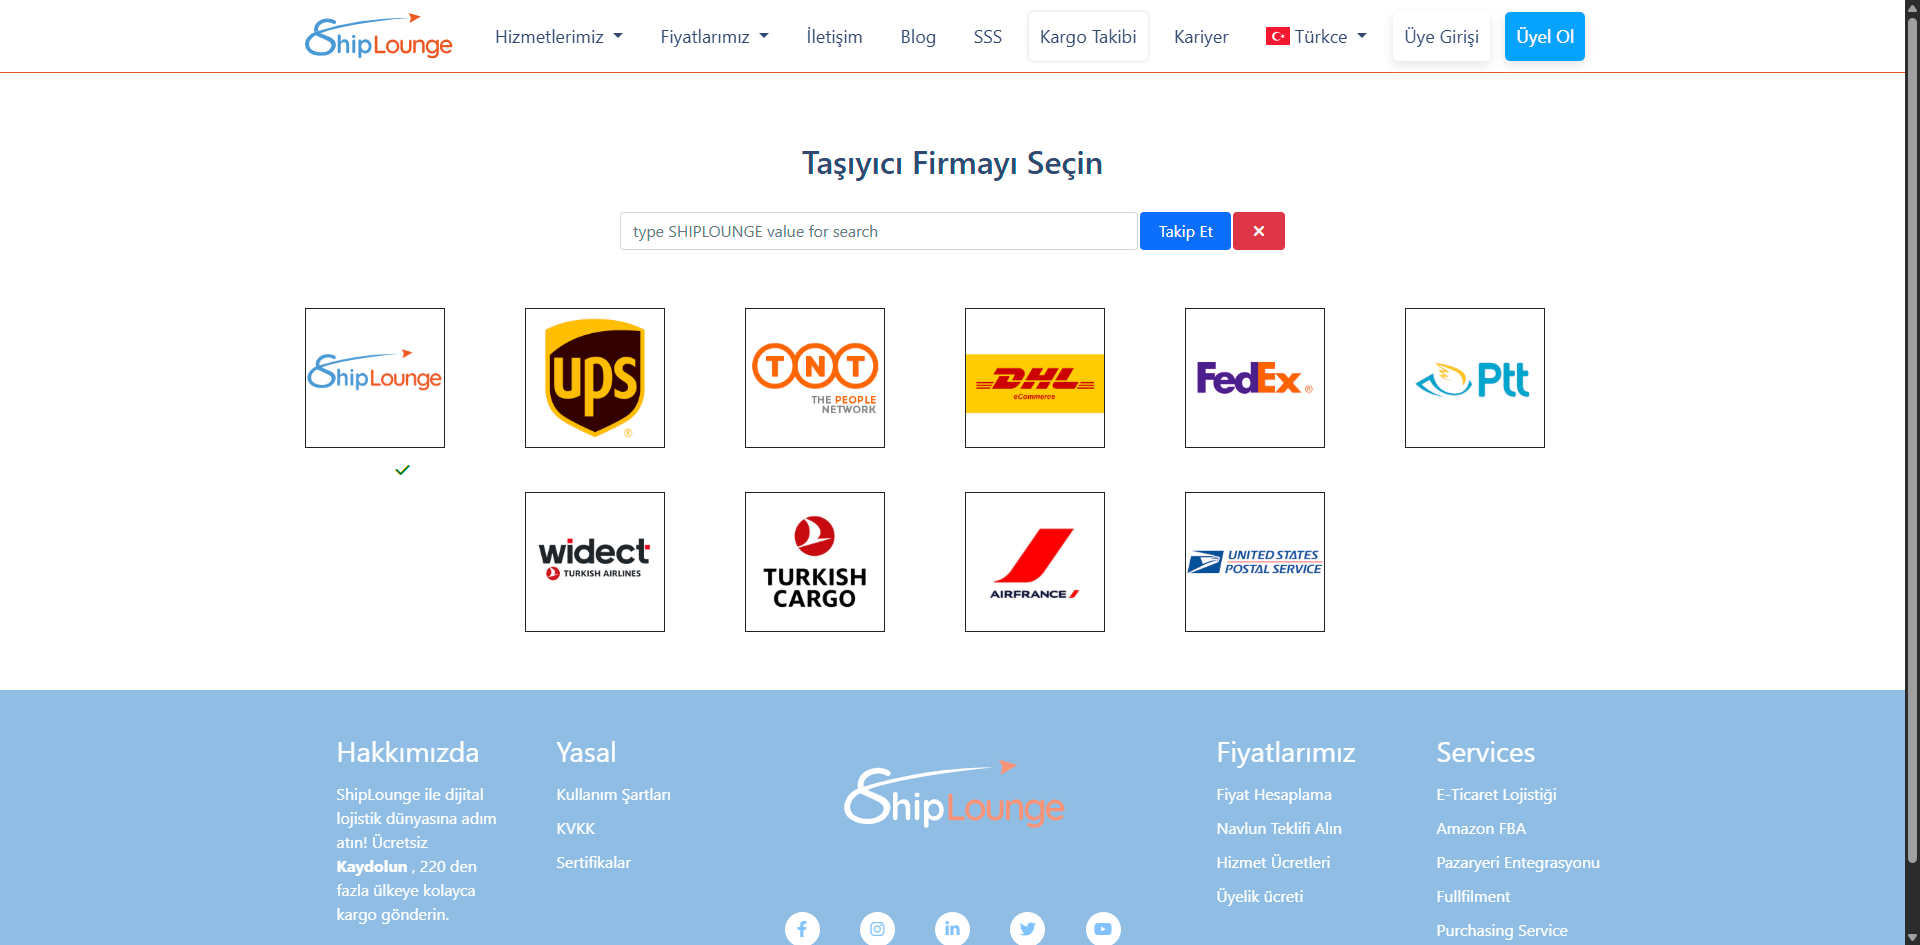 ShipLounge
Hizmetlerimiz
Fiyatlarımız
İletişim
Blog
SSS
Kargo Takibi
Kariyer
Türkce
Üye Girişi
Üyel Ol
Taşıyıcı Firmayı Seçin
type SHIPLOUNGE value for search
Takip Et
ShipLounge
ups
TNT
THE PEOPLE
NETWORK
DHL
eCommerce
FedEx
Ptt
widect
TURKISH AIRLINES
TURKISH
CARGO
AIRFRANCE
UNITED STATES
POSTAL SERVICE
Hakkımızda
ShipLounge ile dijital
lojistik dünyasına adım
atın! Ücretsiz
Kaydolun , 220 den
fazla ülkeye kolayca
kargo gönderin.
Yasal
Kullanım Şartları
KVKK
Sertifikalar
ShipLounge
Fiyatlarımız
Fiyat Hesaplama
Navlun Teklifi Alın
Hizmet Ücretleri
Üyelik ücreti
Services
E-Ticaret Lojistiği
Amazon FBA
Pazaryeri Entegrasyonu
Fullfilment
Purchasing Service